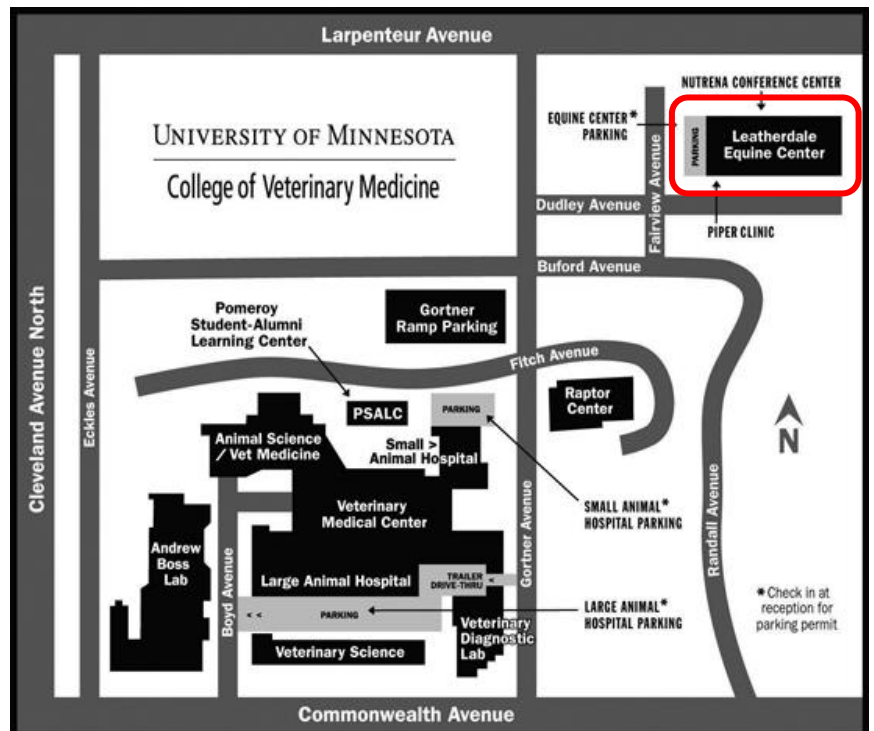 Larpenteur Avenue
NUTRENA CONFERENCE CENTER
EQUINE CENTER*
PARKING
PARKING
Leatherdale
Equine Center
UNIVERSITY OF MINNESOTA
College of Veterinary Medicine
Fairview Avenue
Dudley Avenue
PIPER CLINIC
Buford Avenue
Cleveland Avenue North
Eckles Avenue
Pomeroy
Student-Alumni
Learning Center
Gortner
Ramp Parking
Fitch Avenue
Raptor
Center
PSALC
PARKING
Animal Science
/ Vet Medicine
Small >
Animal Hospital
N
Veterinary
Medical Center
SMALL ANIMAL*
HOSPITAL PARKING
Gortner Avenue
Randall Avenue
Andrew
Boss
Lab
Boyd Avenue
Large Animal Hospital
TRAILER
DRIVE-THRU
<
< <
PARKING
LARGE ANIMAL*
HOSPITAL PARKING
*Check in at
reception for
parking permit
Veterinary
Diagnostic
Lab
Veterinary Science
Commonwealth Avenue